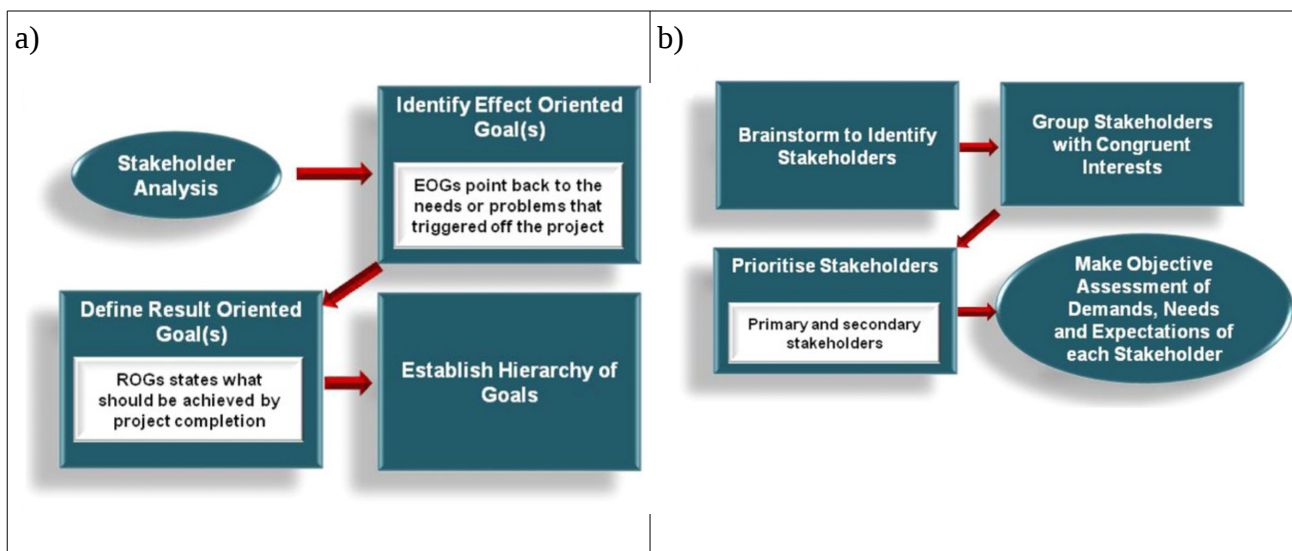 a)
Stakeholder
Analysis
Identify Effect Oriented
Goal(s)
EOGs point back to the
needs or problems that
triggered off the project
Define Result Oriented
Goal(s)
ROGs states what
should be achieved by
project completion
Establish Hierarchy of
Goals
b)
Brainstorm to Identify
Stakeholders
Group Stakeholders
with Congruent
Interests
Prioritise Stakeholders
Primary and secondary
stakeholders
Make Objective
Assessment of
Demands, Needs
and Expectations of
each Stakeholder